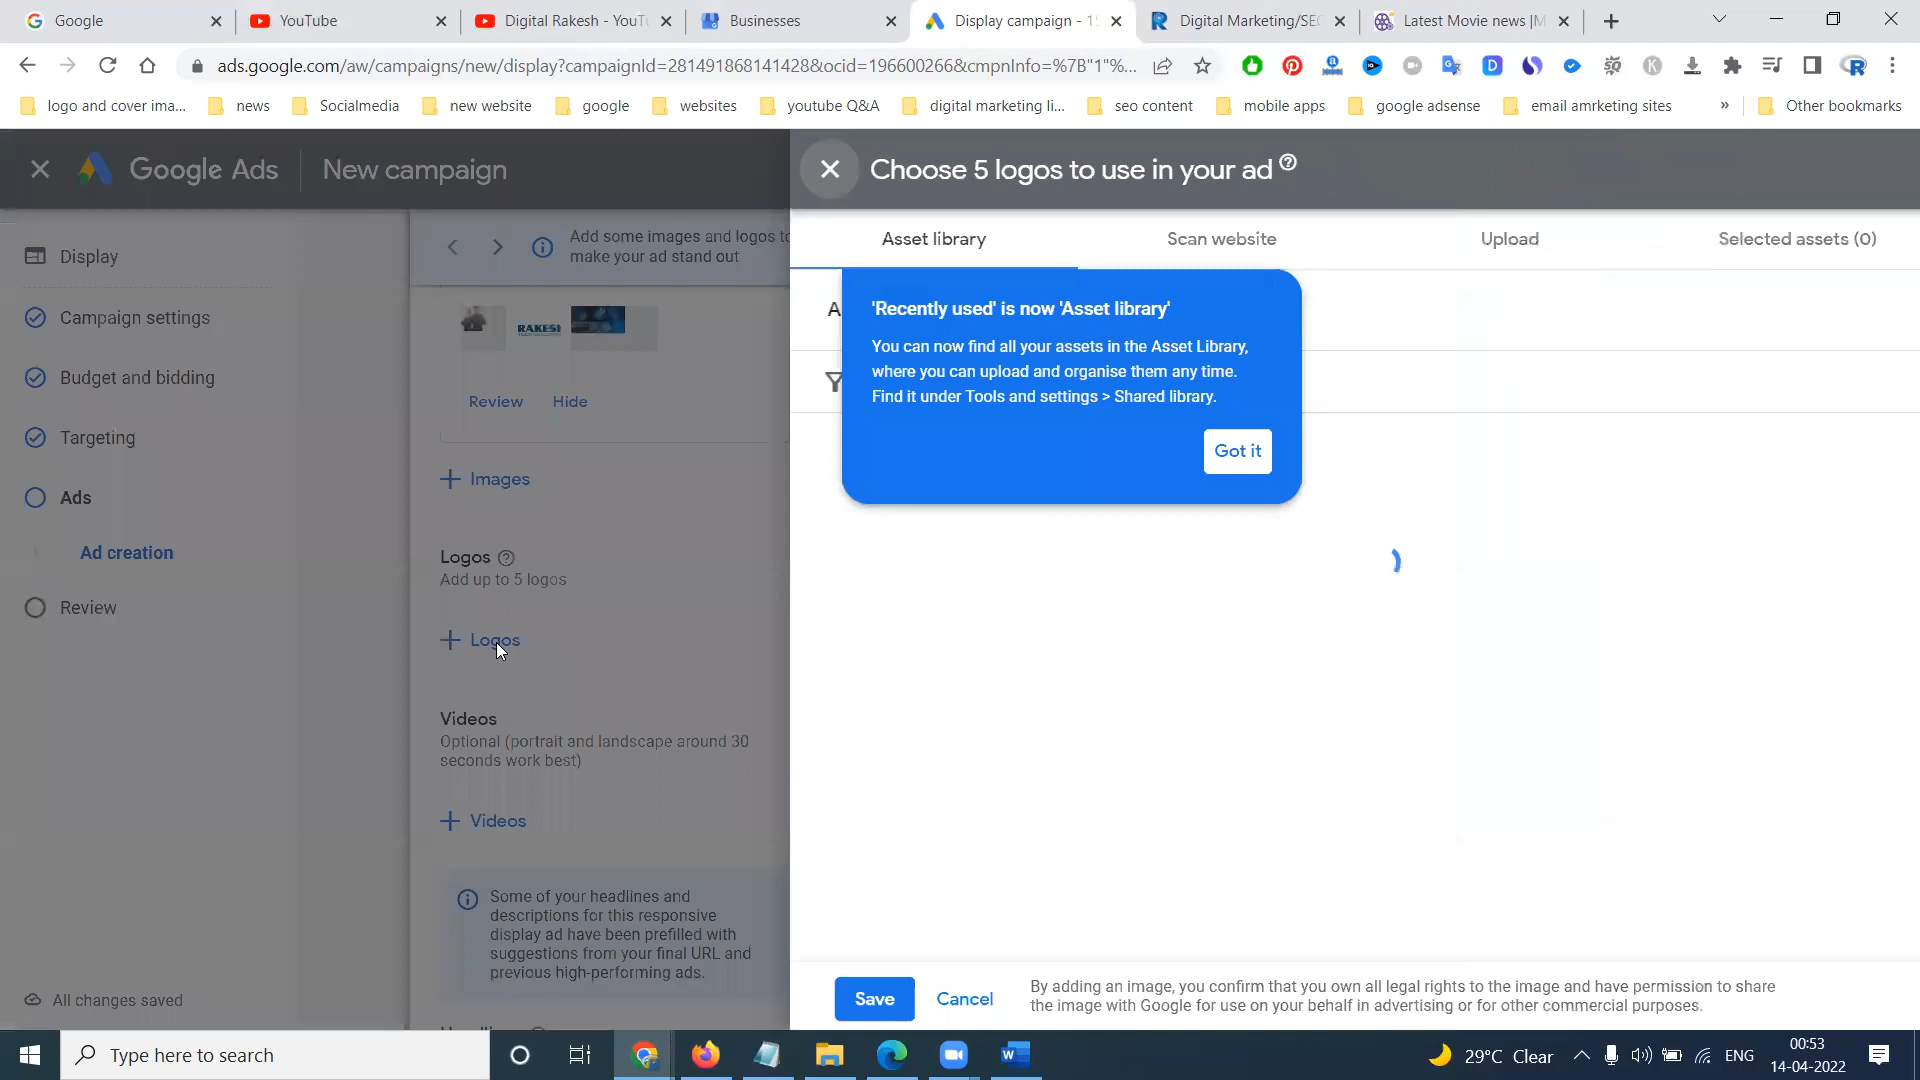 Google
YouTube
Digital Rakesh - YouTu
Businesses
Display campaign - 15
Digital Marketing/SEO
Latest Movie news |M
ads.google.com/aw/campaigns/new/display?campaignId=281491868141428&ocid=196600266&cmpnInfo=%7B"1"%...
logo and cover ima...
news
Socialmedia
new website
google
websites
youtube Q&A
digital marketing li...
seo content
mobile apps
google adsense
email amrketing sites
»
Other bookmarks
Google Ads
New campaign
Choose 5 logos to use in your ad
Display
Campaign settings
Budget and bidding
Targeting
Ads
Ad creation
Review
All changes saved
Add some images and logos to
make your ad stand out
RAKESH
Review
Hide
+ Images
Logos
Add up to 5 logos
+ Logos
Videos
Optional (portrait and landscape around 30
seconds work best)
+ Videos
Some of your headlines and
descriptions for this responsive
display ad have been prefilled with
suggestions from your final URL and
previous high-performing ads.
Asset library
Scan website
Upload
Selected assets (0)
A
'Recently used' is now 'Asset library'
You can now find all your assets in the Asset Library,
where you can upload and organise them any time.
Find it under Tools and settings > Shared library.
Got it
Save
Cancel
By adding an image, you confirm that you own all legal rights to the image and have permission to share
the image with Google for use on your behalf in advertising or for other commercial purposes.
Type here to search
29°C Clear
ENG
00:53
14-04-2022